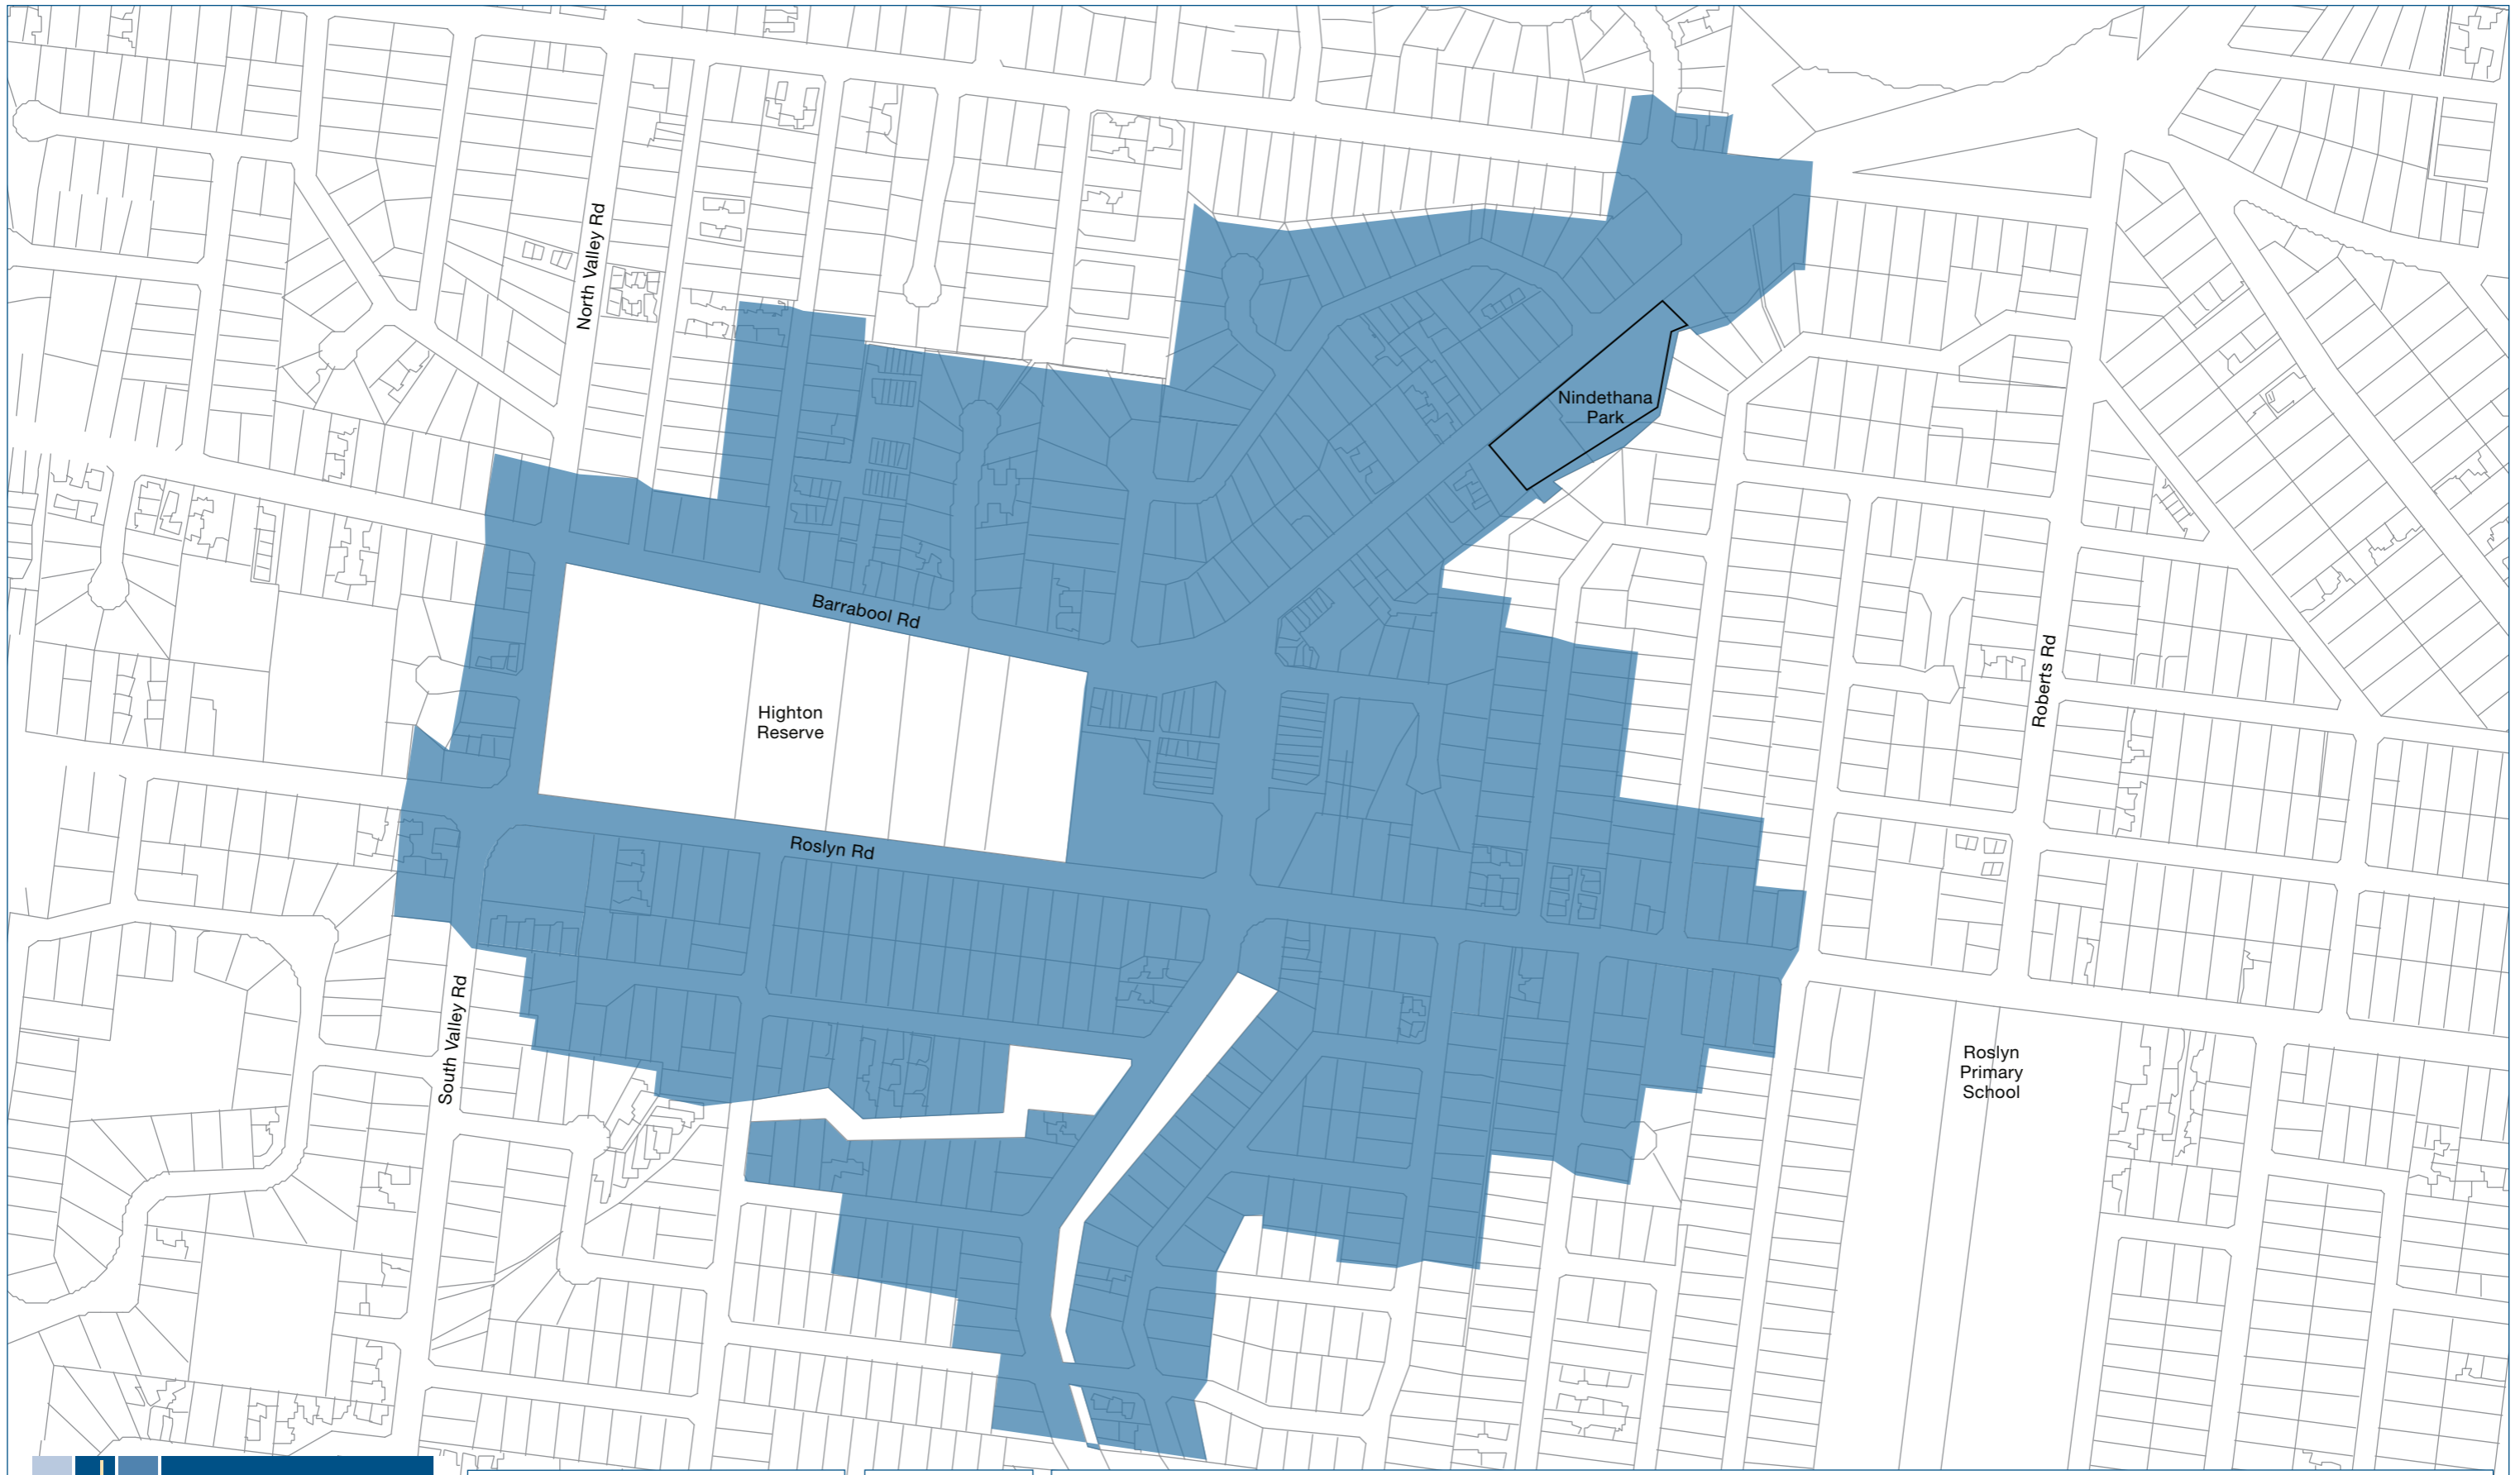 North Valley Rd
Nindethana
Park
Barrabool Rd
Highton
Reserve
Roberts Rd
Roslyn Rd
South Valley Rd
Roslyn
Primary
School